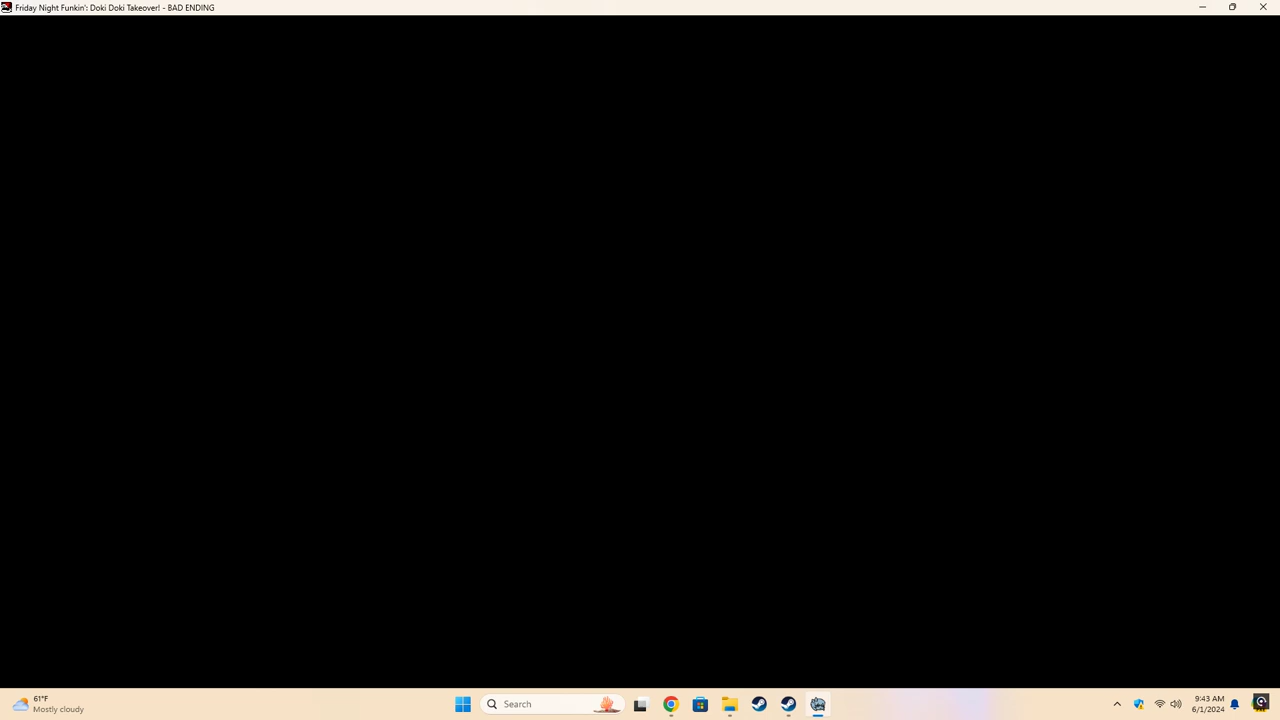 Friday Night Funkin': Doki Doki Takeover! - BAD ENDING
61°F
Mostly cloudy
Search
9:43 AM
6/1/2024